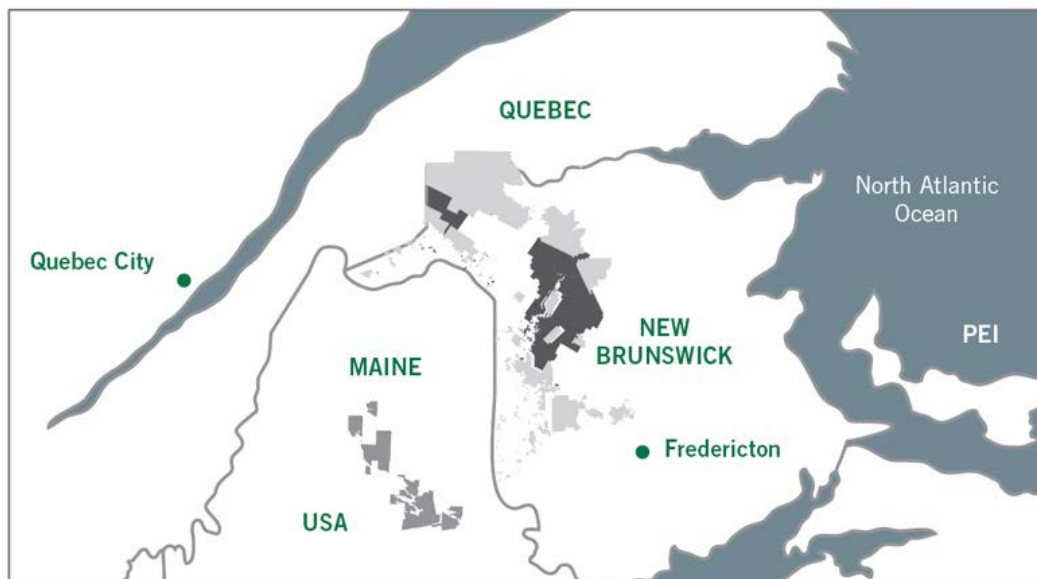 QUEBEC
North Atlantic
Ocean
Quebec City
NEW
BRUNSWICK
PEI
MAINE
Fredericton
USA